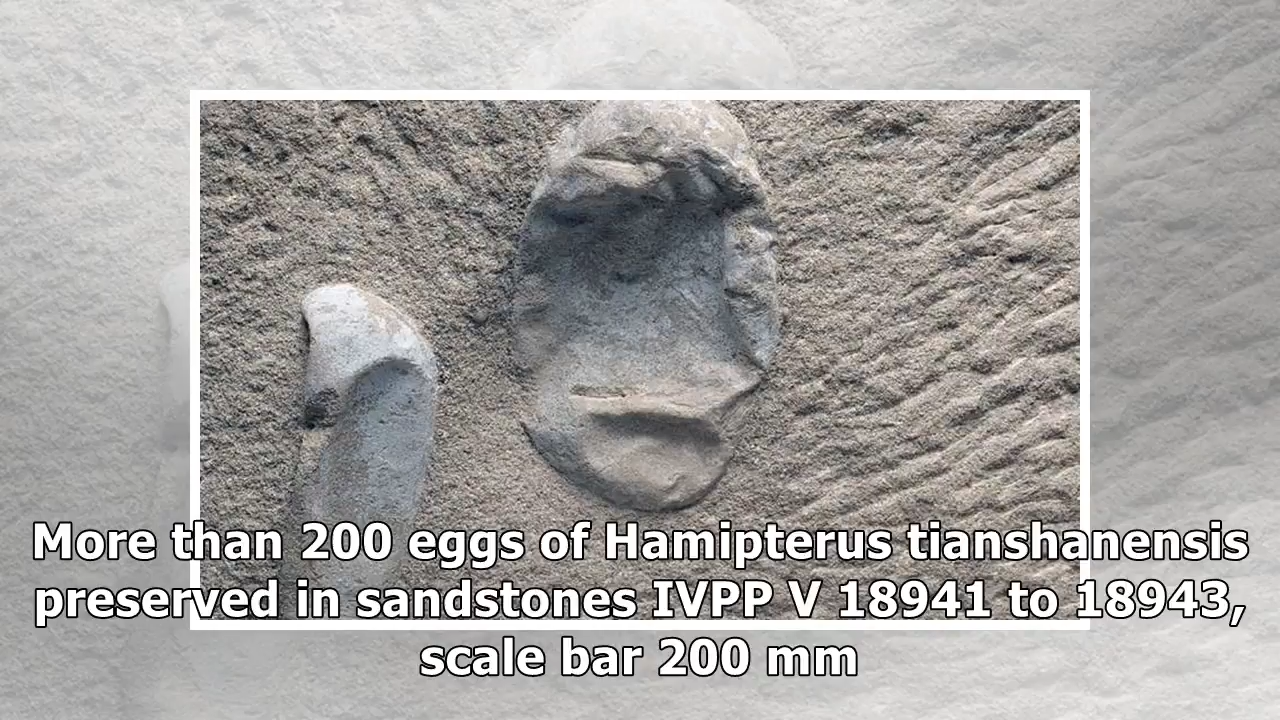 More than 200 eggs of Hamipterus tianshanensis
preserved in sandstones IVPP V 18941 to 18943,
scale bar 200 mm